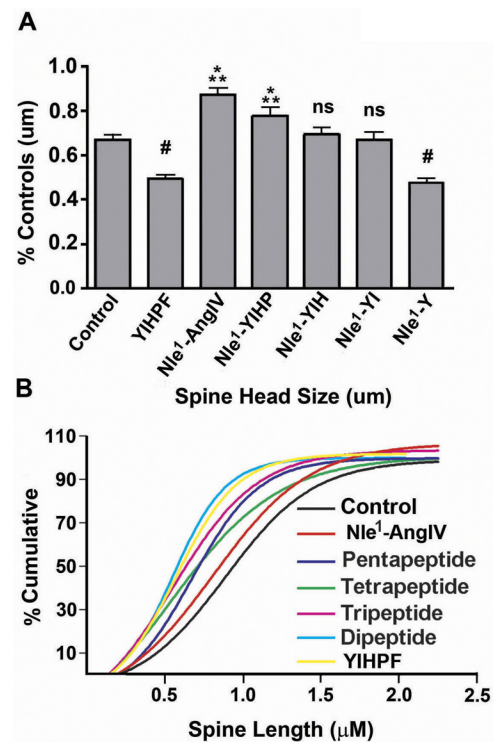 A
% Controls (um)
1.0
0.8
0.6
0.4
0.2
0.0
#
*
**
*
**
ns
ns
#
Control
YIHPF
Nle¹-AngIV
Nle¹-YIHP
Nle¹-YIH
Nle¹-YI
Nle¹-Y
Spine Head Size (um)
B
% Cumulative
110
90
70
50
30
10
Control
Nle¹-AngIV
Pentapeptide
Tetrapeptide
Tripeptide
Dipeptide
YIHPF
0.5
1.0
1.5
2.0
2.5
Spine Length (μM)